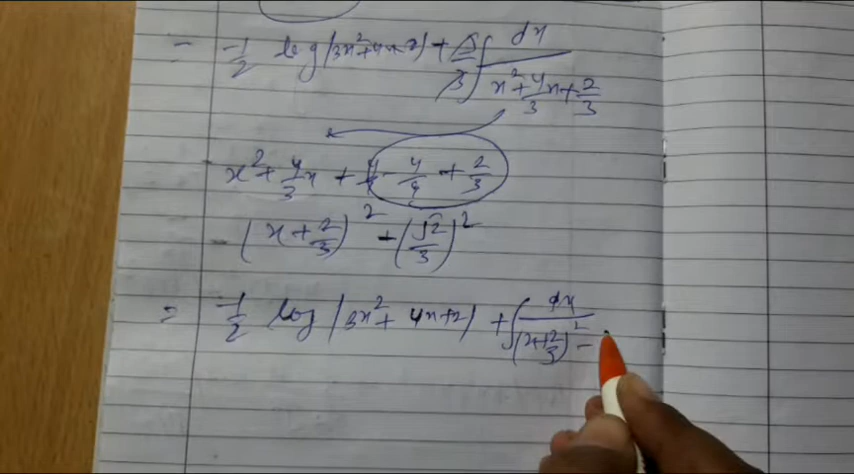 = -1/2 log|3x²+4x+2| + 3/3 ∫ dx / (x²+4/3 x+2/3)
x²+4/3 x + 4/9 - 4/9 + 2/3
(x+2/3)² + (√2/3)²
= -1/2 log|3x²+4x+2| + ∫ dx / (x+2/3)² -